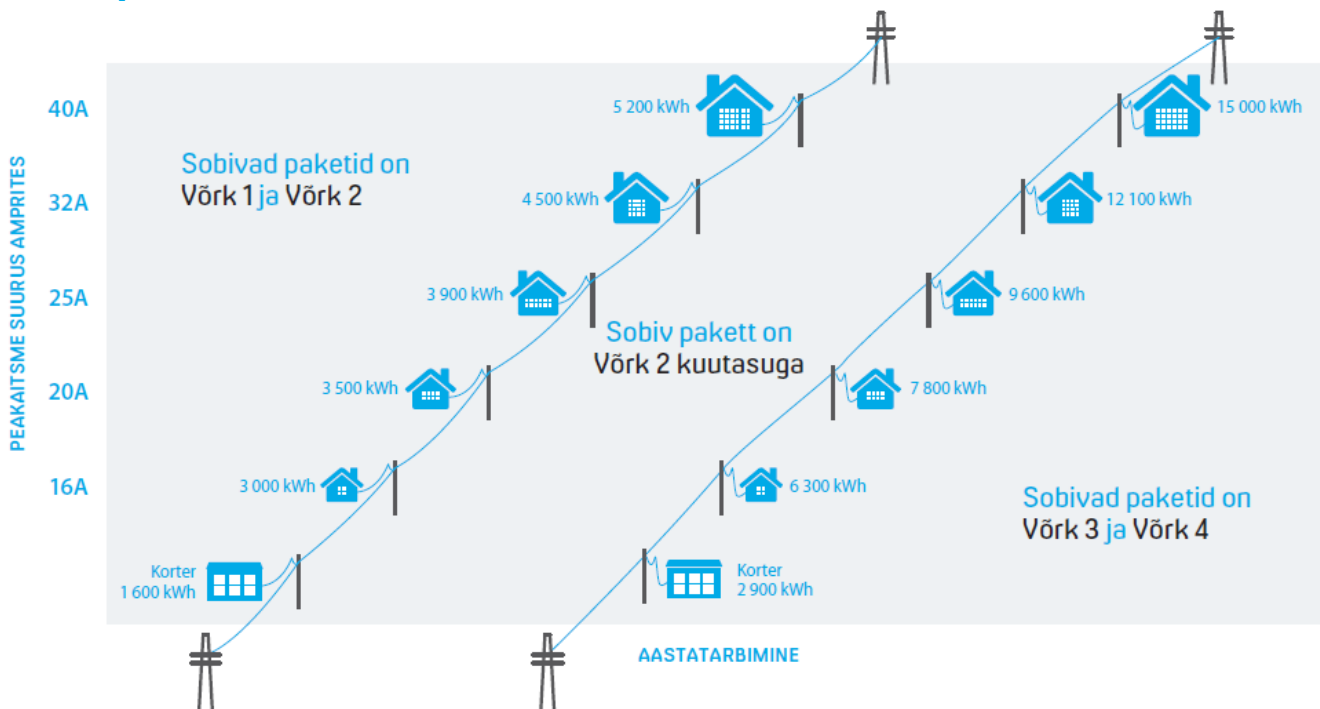 PEAKAITSME SUURUS AMPRITES
40A
5 200 kWh
15 000 kWh
Sobivad paketid on
Võrk 1 ja Võrk 2
32A
4 500 kWh
12 100 kWh
25A
3 900 kWh
9 600 kWh
Sobiv pakett on
Võrk 2 kuutasuga
20A
3 500 kWh
7 800 kWh
16A
3 000 kWh
6 300 kWh
Sobivad paketid on
Võrk 3 ja Võrk 4
Korter
1 600 kWh
Korter
2 900 kWh
AASTATARBIMINE